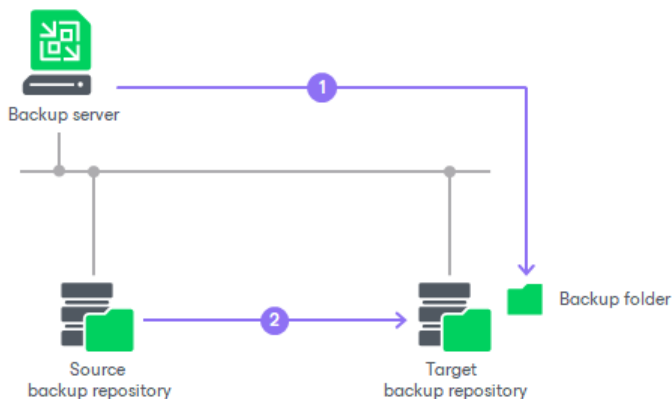 Backup server
1
Backup folder
2
Source
backup repository
Target
backup repository